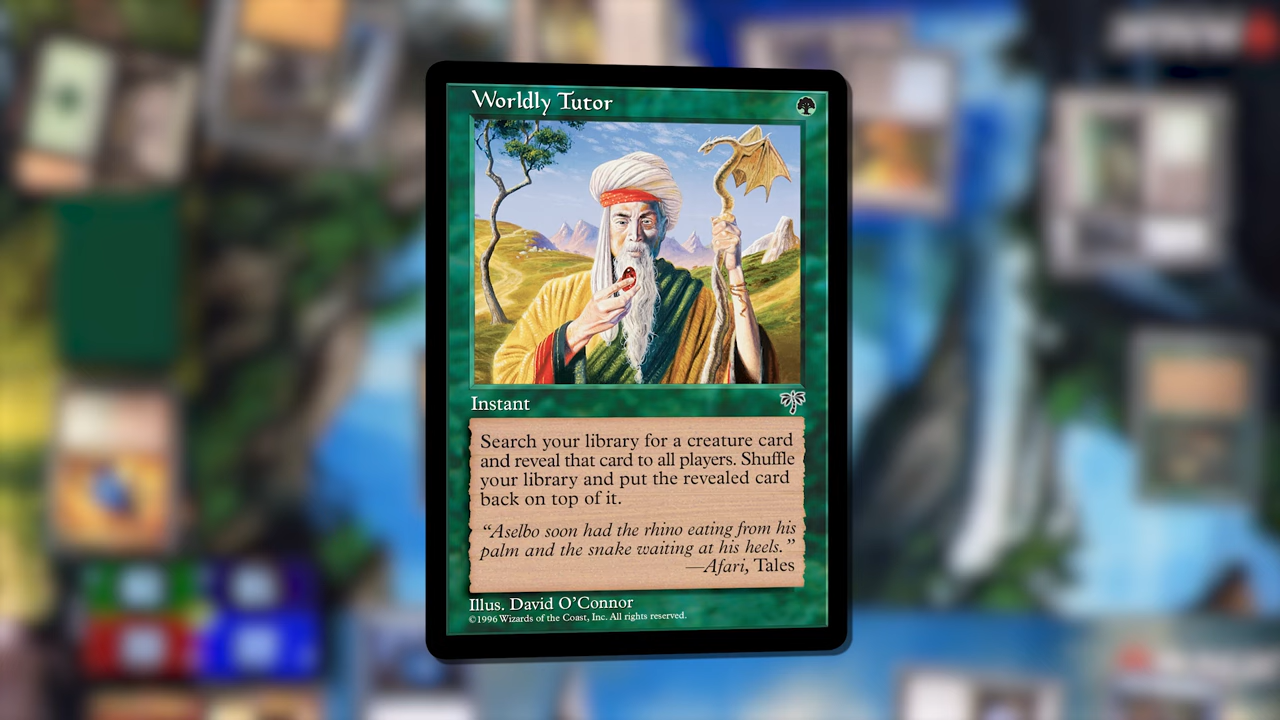 Worldly Tutor
Instant
Search your library for a creature card
and reveal that card to all players. Shuffle
your library and put the revealed card
back on top of it.
“Aselbo soon had the rhino eating from his
palm and the snake waiting at his heels.”
—Afari, Tales
Illus. David O’Connor
©1996 Wizards of the Coast, Inc. All rights reserved.